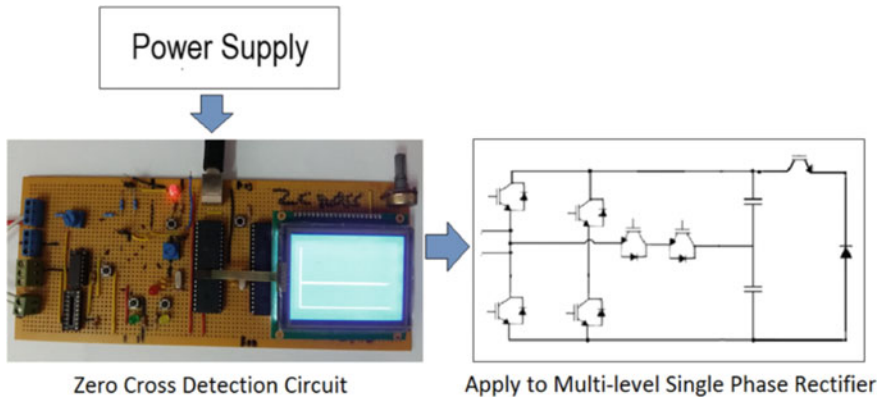 Power Supply
Zero Cross Detection Circuit
Apply to Multi-level Single Phase Rectifier